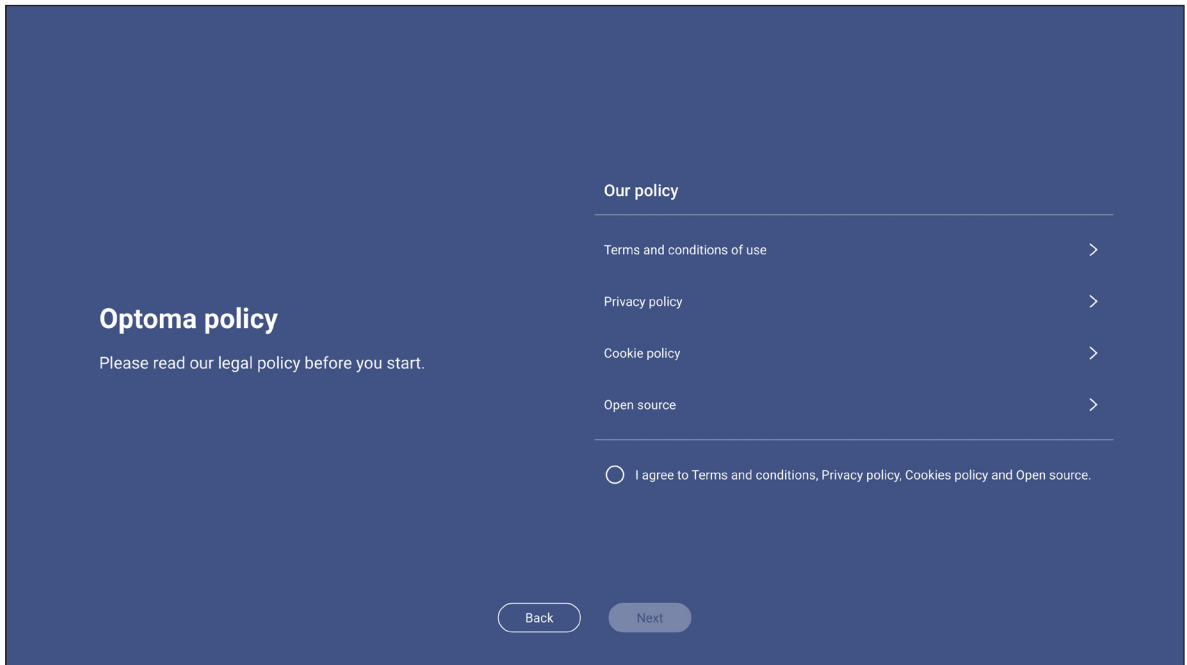 Optoma policy
Please read our legal policy before you start.
Our policy
Terms and conditions of use
Privacy policy
Cookie policy
Open source
I agree to Terms and conditions, Privacy policy, Cookies policy and Open source.
Back
Next